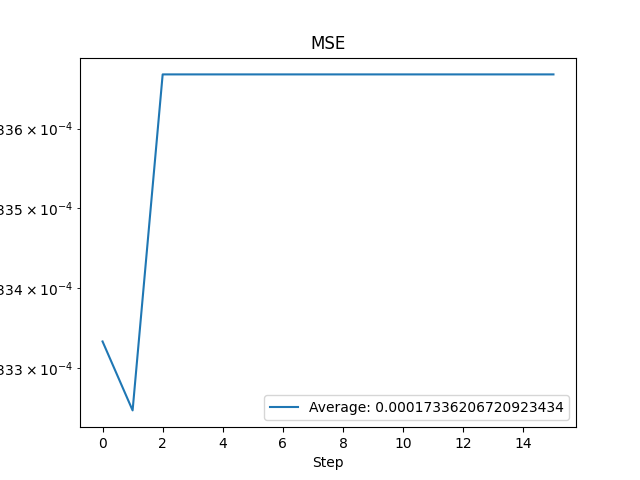 MSE
336 × 10⁻⁴
335 × 10⁻⁴
334 × 10⁻⁴
333 × 10⁻⁴
Average: 0.00017336206720923434
0 2 4 6 8 10 12 14
Step